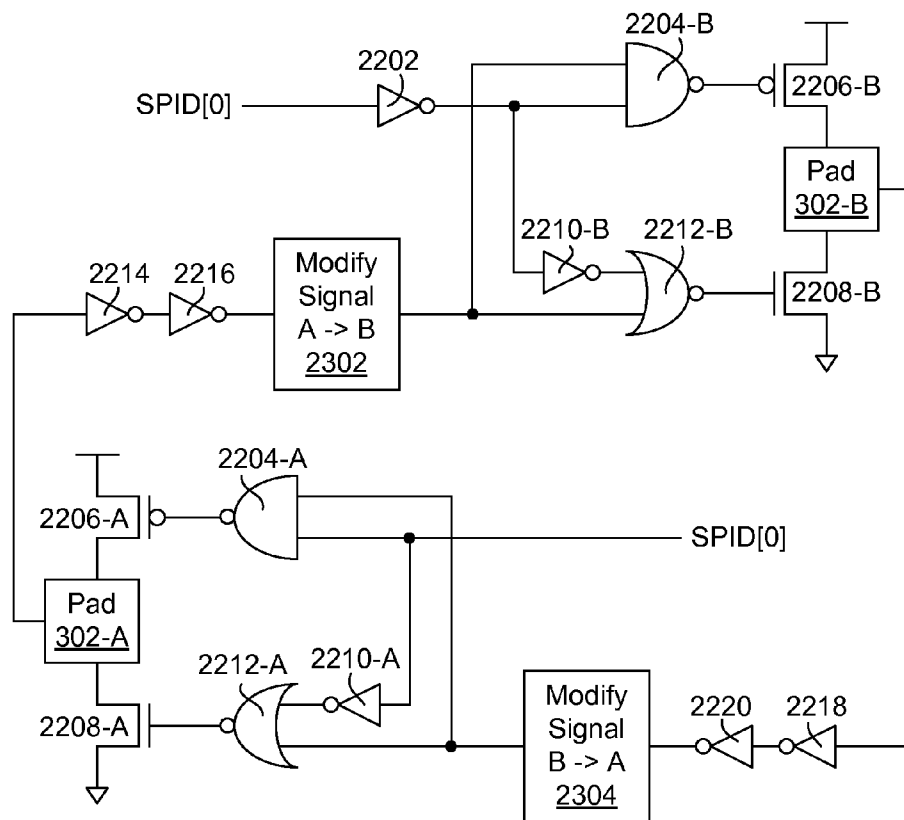 2204-B
2202
SPID[0]
2206-B
Pad
302-B
2210-B
2212-B
2214
2216
Modify
Signal
A -> B
2302
2208-B
2204-A
2206-A
SPID[0]
Pad
302-A
2212-A
2210-A
2208-A
Modify
Signal
B -> A
2304
2220
2218